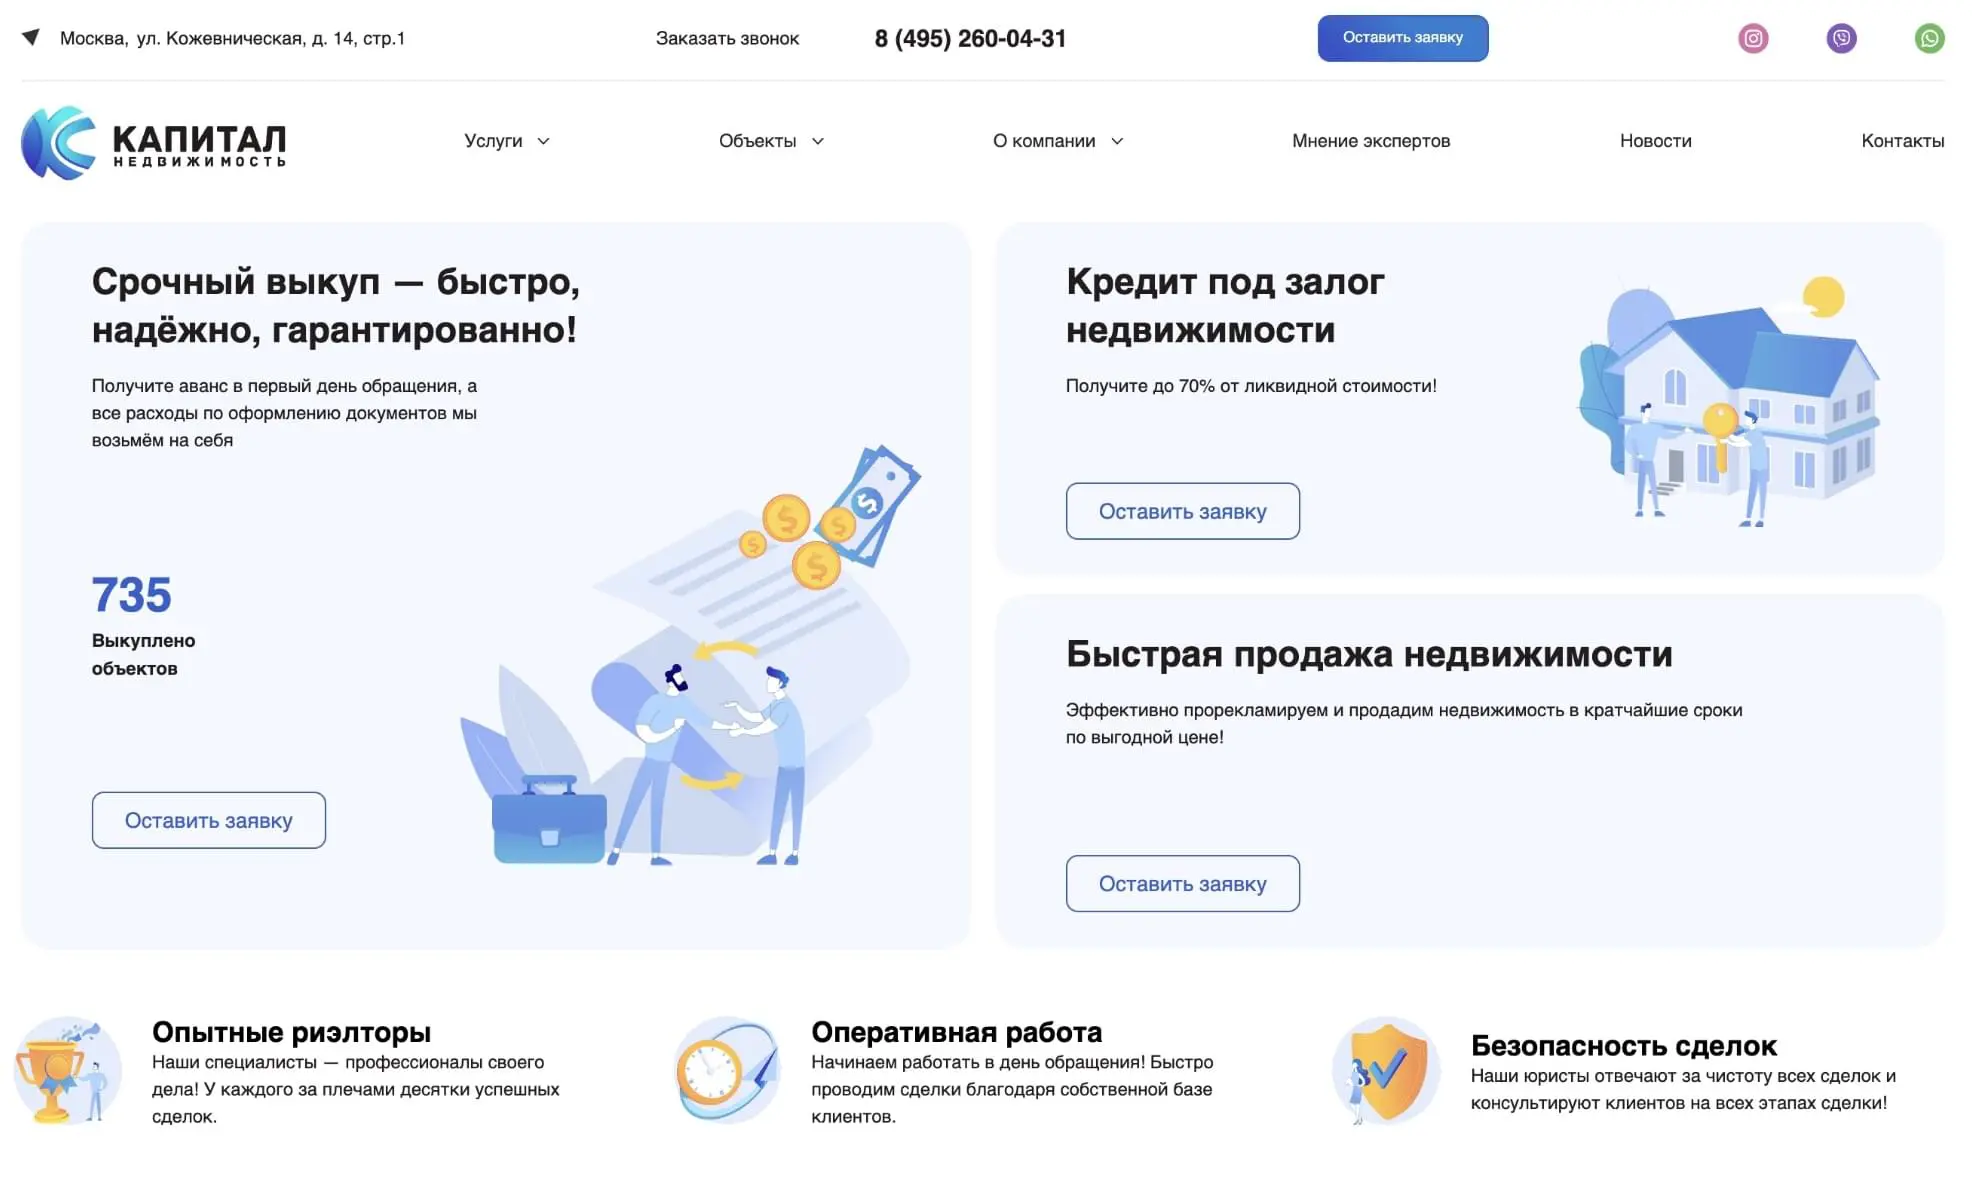 Москва, ул. Кожевническая, д. 14, стр.1
Заказать звонок
8 (495) 260-04-31
Оставить заявку
КАПИТАЛ
НЕДВИЖИМОСТЬ
Услуги
Объекты
О компании
Мнение экспертов
Новости
Контакты
Срочный выкуп — быстро,
надёжно, гарантированно!
Получите аванс в первый день обращения, а
все расходы по оформлению документов мы
возьмём на себя
735
Выкуплено
объектов
Оставить заявку
Кредит под залог
недвижимости
Получите до 70% от ликвидной стоимости!
Оставить заявку
Быстрая продажа недвижимости
Эффективно прорекламируем и продадим недвижимость в кратчайшие сроки
по выгодной цене!
Оставить заявку
Опытные риэлторы
Наши специалисты — профессионалы своего
дела! У каждого за плечами десятки успешных
сделок.
Оперативная работа
Начинаем работать в день обращения! Быстро
проводим сделки благодаря собственной базе
клиентов.
Безопасность сделок
Наши юристы отвечают за чистоту всех сделок и
консультируют клиентов на всех этапах сделки!